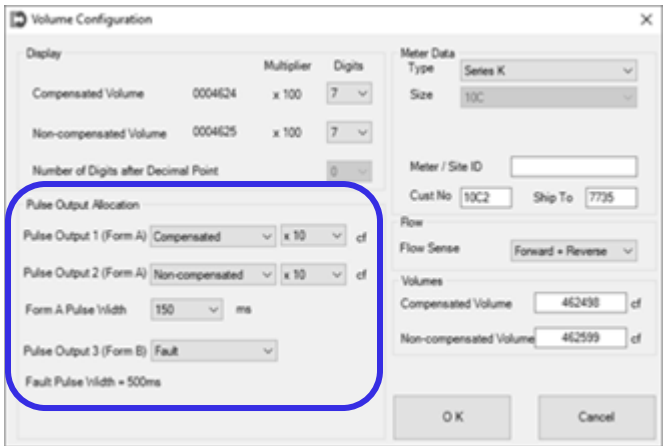 Volume Configuration
Display
Multiplier Digits
Compensated Volume 0004624 x 100 7
Non-compensated Volume 0004625 x 100 7
Number of Digits after Decimal Point 0
Pulse Output Allocation
Pulse Output 1 (Form A) Compensated x 10 cf
Pulse Output 2 (Form A) Non-compensated x 10 cf
Form A Pulse Width 150 ms
Pulse Output 3 (Form B) Fault
Fault Pulse Width = 500ms
Meter Data
Type Series K
Size 10C
Meter / Site ID
Cust No 10C2 Ship To 7735
Flow
Flow Sense Forward + Reverse
Volumes
Compensated Volume 462498 cf
Non-compensated Volume 462599 cf
OK Cancel